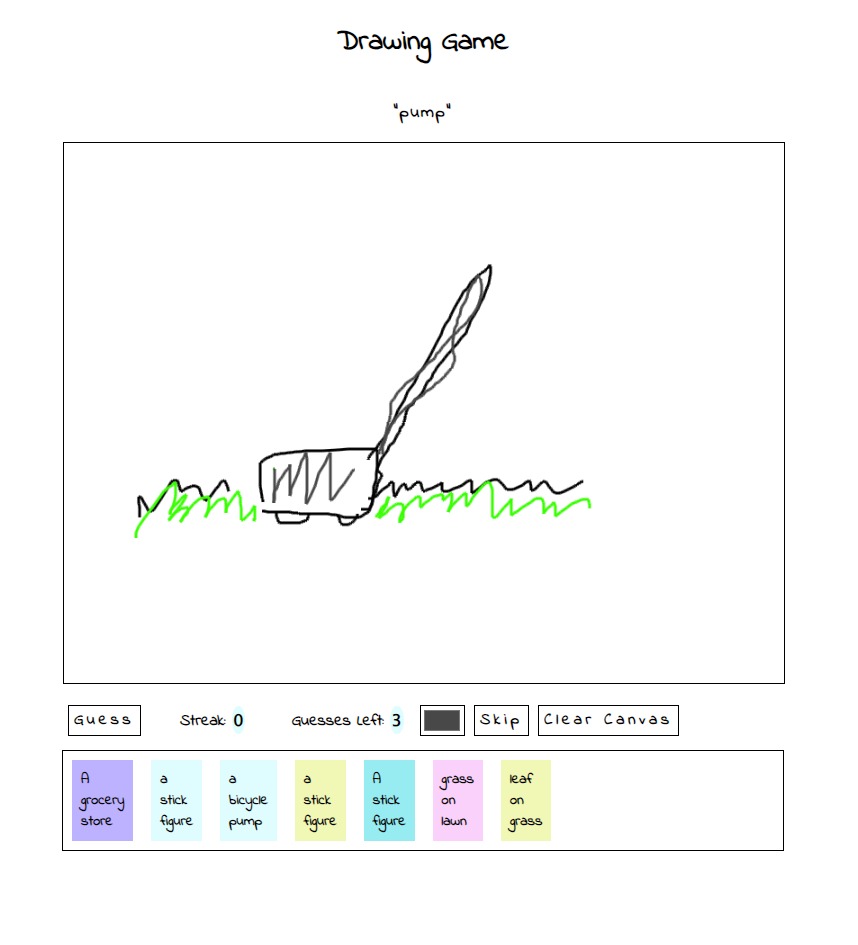 Drawing Game
"pump"
Guess Streak: 0 Guesses Left: 3 Skip Clear Canvas
A
grocery
store
a
stick
figure
a
bicycle
pump
a
stick
figure
A
stick
figure
grass
on
lawn
leaf
on
grass